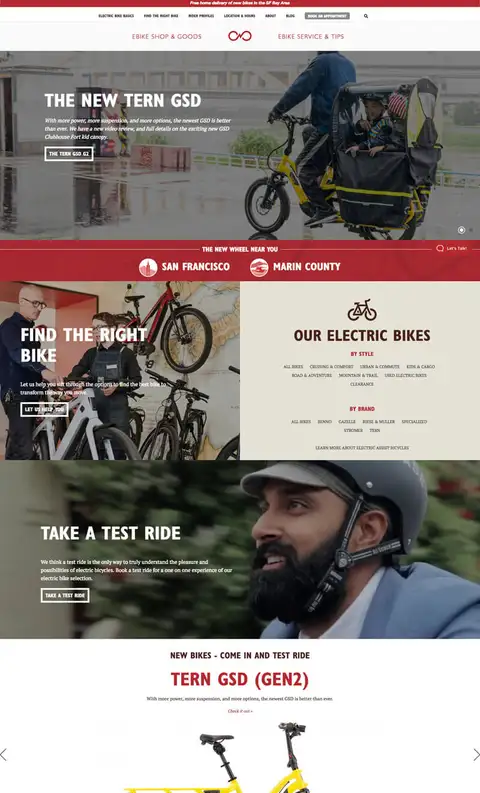 Free home delivery of new bikes in the SF Bay Area
ELECTRIC BIKE BASICS FIND THE RIGHT BIKE RIDER PROFILES LOCATION & HOURS ABOUT BLOG BOOK AN APPOINTMENT
EBIKE SHOP & GOODS EBIKE SERVICE & TIPS
THE NEW TERN GSD
With more power, more suspension, and more options, the newest GSD is better
than ever. We have a new video review, and full details on the exciting new GSD
Clubhouse Fort kid canopy.
THE TERN GSD G2
THE NEW WHEEL NEAR YOU
Let's Talk!
SAN FRANCISCO MARIN COUNTY
FIND THE RIGHT
BIKE
Let us help you sift through the options to find the best bike to
transform the way you move.
LET US HELP YOU
OUR ELECTRIC BIKES
BY STYLE
ALL BIKES CRUISING & COMFORT URBAN & COMMUTE KIDS & CARGO
ROAD & ADVENTURE MOUNTAIN & TRAIL USED ELECTRIC BIKES
CLEARANCE
BY BRAND
ALL BIKES BENNO GAZELLE RIESE & MULLER SPECIALIZED
STROMER TERN
LEARN MORE ABOUT ELECTRIC ASSIST BICYCLES
TAKE A TEST RIDE
We think a test ride is the only way to truly understand the pleasure and
possibilities of electric bicycles. Book a test ride for a one on one experience of our
electric bike selection.
TAKE A TEST RIDE
NEW BIKES - COME IN AND TEST RIDE
TERN GSD (GEN2)
With more power, more suspension, and more options, the newest GSD is better than ever.
Check it out »